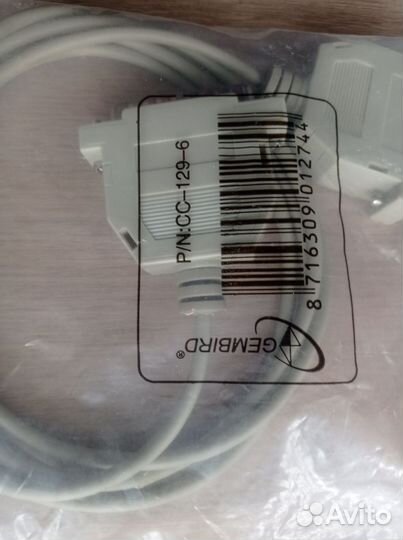 P/N:CC-129-6
8 716309 012744
GEMBIRD®
Avito